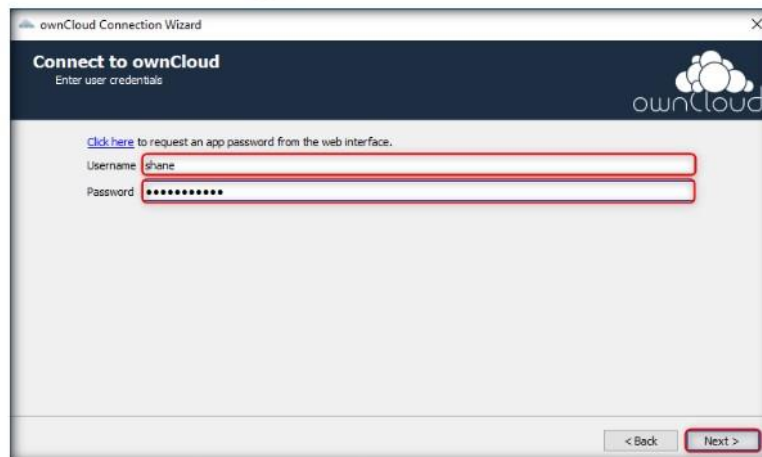 ownCloud Connection Wizard
Connect to ownCloud
Enter user credentials
ownCloud
Click here to request an app password from the web interface.
Username shane
Password •••••••••••
< Back Next >